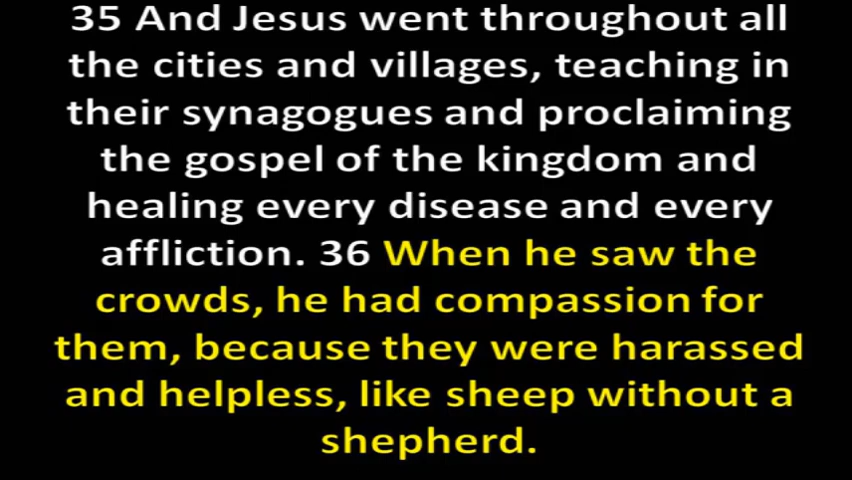 35 And Jesus went throughout all
the cities and villages, teaching in
their synagogues and proclaiming
the gospel of the kingdom and
healing every disease and every
affliction. 36 When he saw the
crowds, he had compassion for
them, because they were harassed
and helpless, like sheep without a
shepherd.